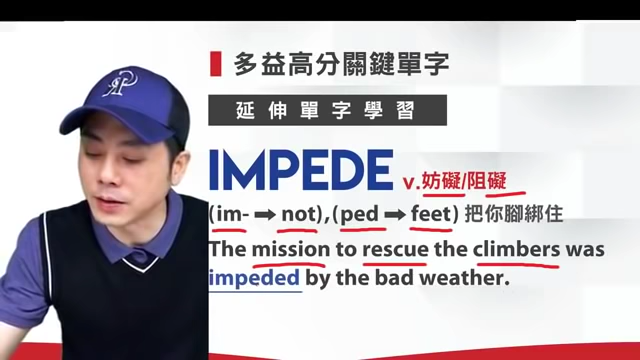 多益高分關鍵單字
延伸單字學習
IMPEDE v.妨礙/阻礙
(im-➡not),(ped➡feet) 把你腳綁住
The mission to rescue the climbers was
impeded by the bad weather.